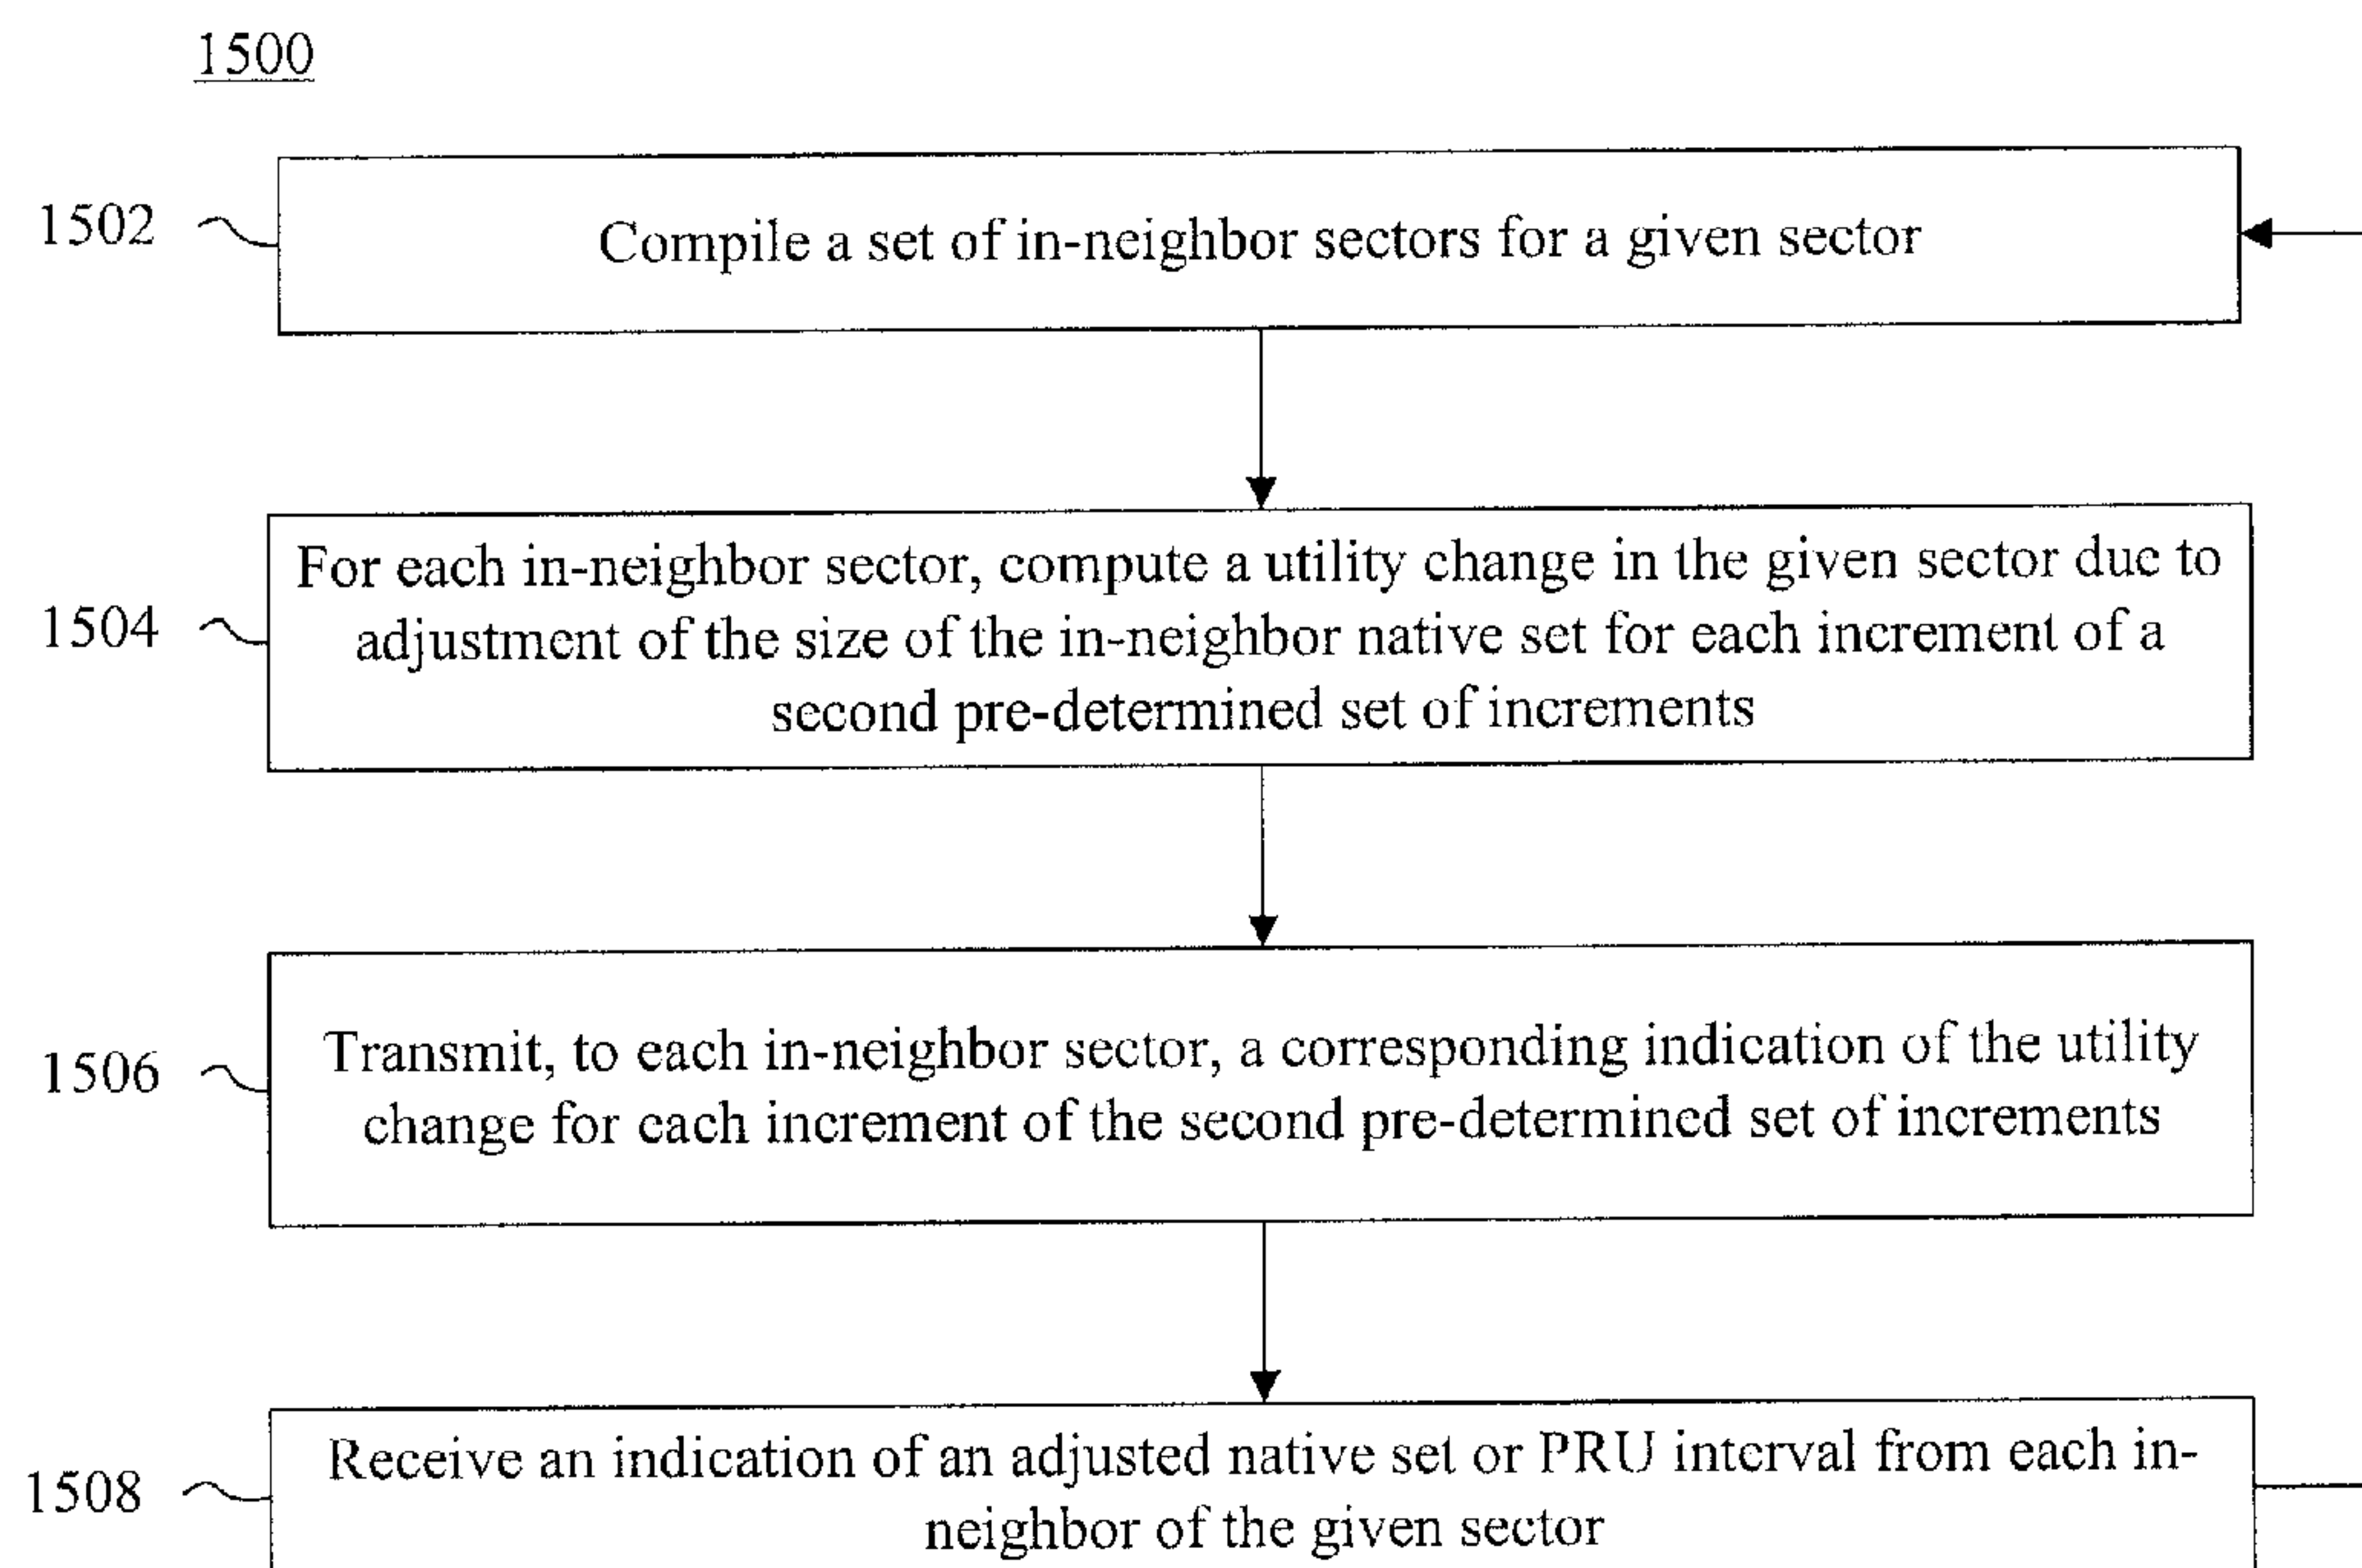 1500
1502
Compile a set of in-neighbor sectors for a given sector
1504
For each in-neighbor sector, compute a utility change in the given sector due to
adjustment of the size of the in-neighbor native set for each increment of a
second pre-determined set of increments
1506
Transmit, to each in-neighbor sector, a corresponding indication of the utility
change for each increment of the second pre-determined set of increments
1508
Receive an indication of an adjusted native set or PRU interval from each in-
neighbor of the given sector